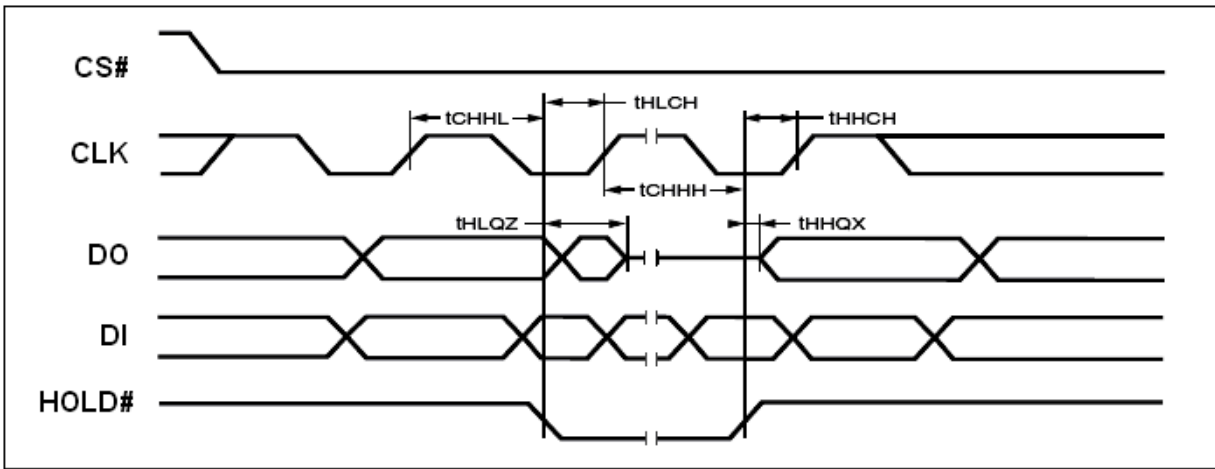 CS#
tHLCH
tCHHL
tHHCH
CLK
tCHHH
tHLQZ
tHHQX
DO
DI
HOLD#